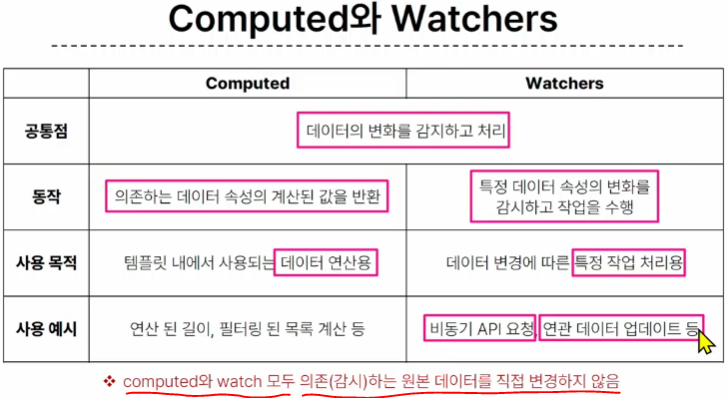 Computed와 Watchers
Computed Watchers
공통점 데이터의 변화를 감지하고 처리
동작 의존하는 데이터 속성의 계산된 값을 반환 특정 데이터 속성의 변화를
감시하고 작업을 수행
사용 목적 템플릿 내에서 사용되는 데이터 연산용 데이터 변경에 따른 특정 작업 처리용
사용 예시 연산 된 길이, 필터링 된 목록 계산 등 비동기 API 요청, 연관 데이터 업데이트 등
❖ computed와 watch 모두 의존(감시)하는 원본 데이터를 직접 변경하지 않음